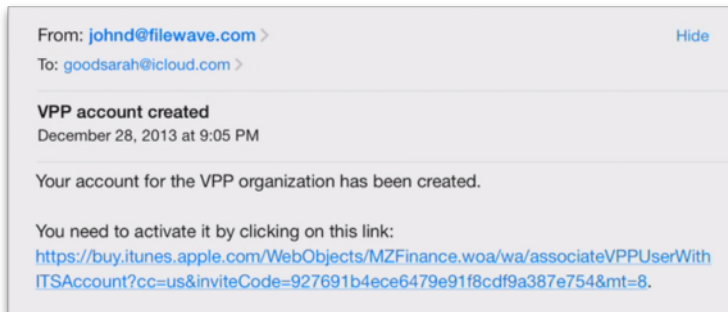 From: johnd@filewave.com >
Hide
To: goodsarah@icloud.com >
VPP account created
December 28, 2013 at 9:05 PM
Your account for the VPP organization has been created.
You need to activate it by clicking on this link:
https://buy.itunes.apple.com/WebObjects/MZFinance.woa/wa/associateVPPUserWith
ITSAccount?cc=us&inviteCode=927691b4ece6479e91f8cdf9a387e754&mt=8.